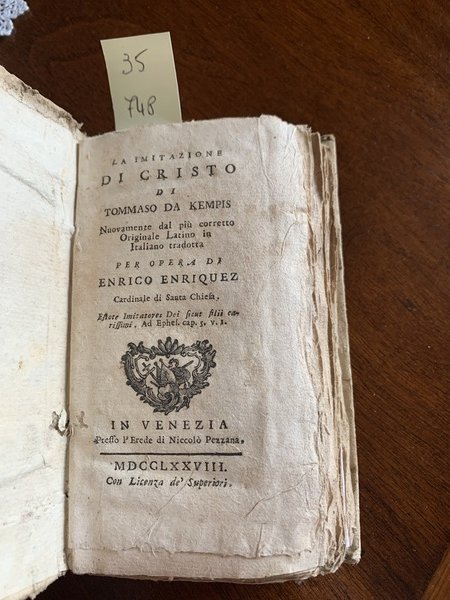 35
748
LA IMITAZIONE
DI CRISTO
DI
TOMMASO DA KEMPIS
Nuovamente dal più corretto
Originale Latino in
Italiano tradotta
PER OPERA DI
ENRICO ENRIQUEZ
Cardinale di Santa Chiesa.
Estote Imitatores Dei sicut filii ca-
rissimi. Ad Ephes. cap. 5. v. 1.
IN VENEZIA
Presso l'Erede di Niccolò Pezzana.
MDCCLXXVIII.
Con Licenza de' Superiori.